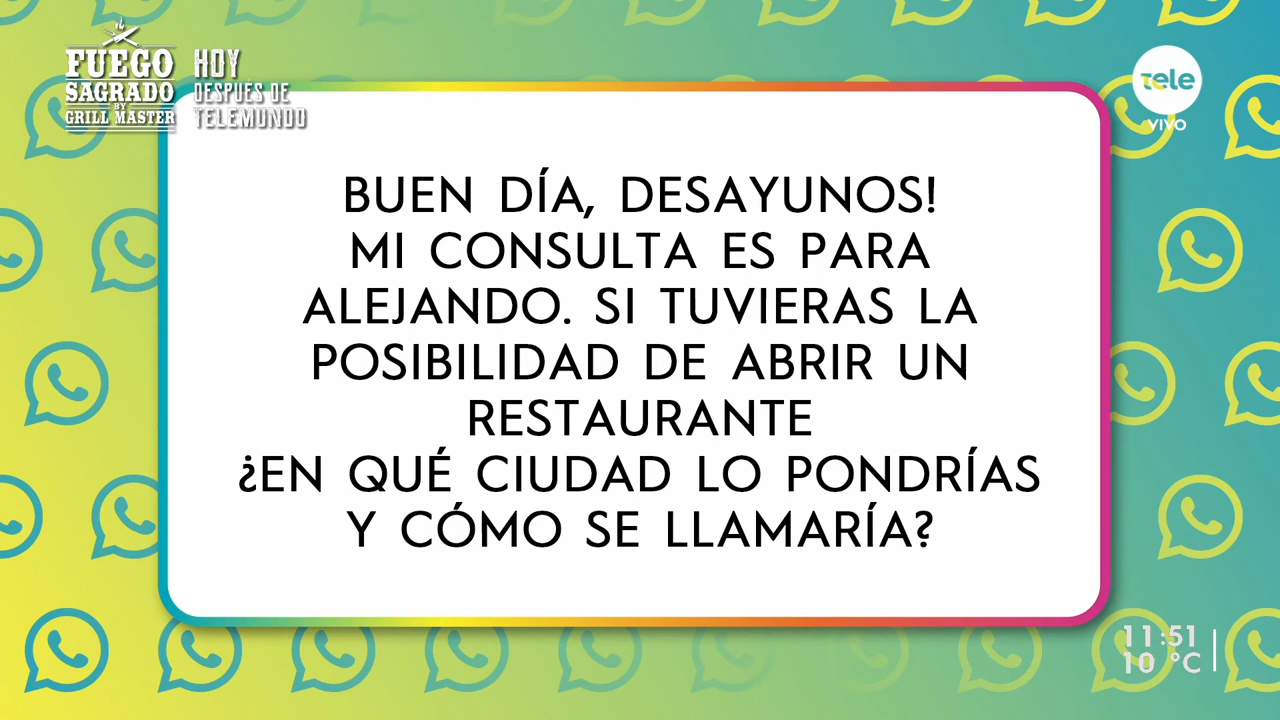 FUEGO
SAGRADO
BY
GRILL MASTER
HOY
DESPUÉS DE
TELEMUNDO
tele
VIVO
BUEN DÍA, DESAYUNOS!
MI CONSULTA ES PARA
ALEJANDO. SI TUVIERAS LA
POSIBILIDAD DE ABRIR UN
RESTAURANTE
¿EN QUÉ CIUDAD LO PONDRÍAS
Y CÓMO SE LLAMARÍA?
11:51
10 °C